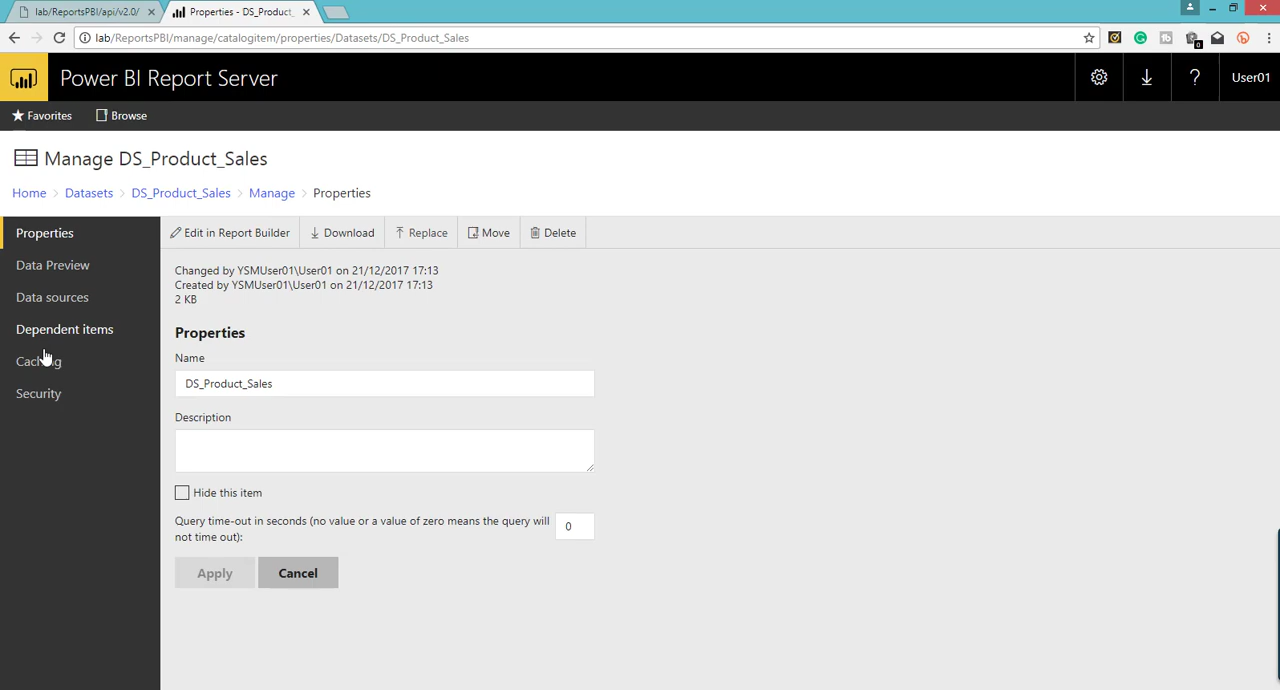 lab/ReportsPBI/api/v2.0/
Properties - DS_Product_
lab/ReportsPBI/manage/catalogitem/properties/Datasets/DS_Product_Sales
Power BI Report Server
User01
Favorites
Browse
Manage DS_Product_Sales
Home > Datasets > DS_Product_Sales > Manage > Properties
Properties
Data Preview
Data sources
Dependent items
Caching
Security
Edit in Report Builder
Download
Replace
Move
Delete
Changed by YSMUser01\User01 on 21/12/2017 17:13
Created by YSMUser01\User01 on 21/12/2017 17:13
2 KB
Properties
Name
DS_Product_Sales
Description
Hide this item
Query time-out in seconds (no value or a value of zero means the query will
not time out):
0
Apply
Cancel